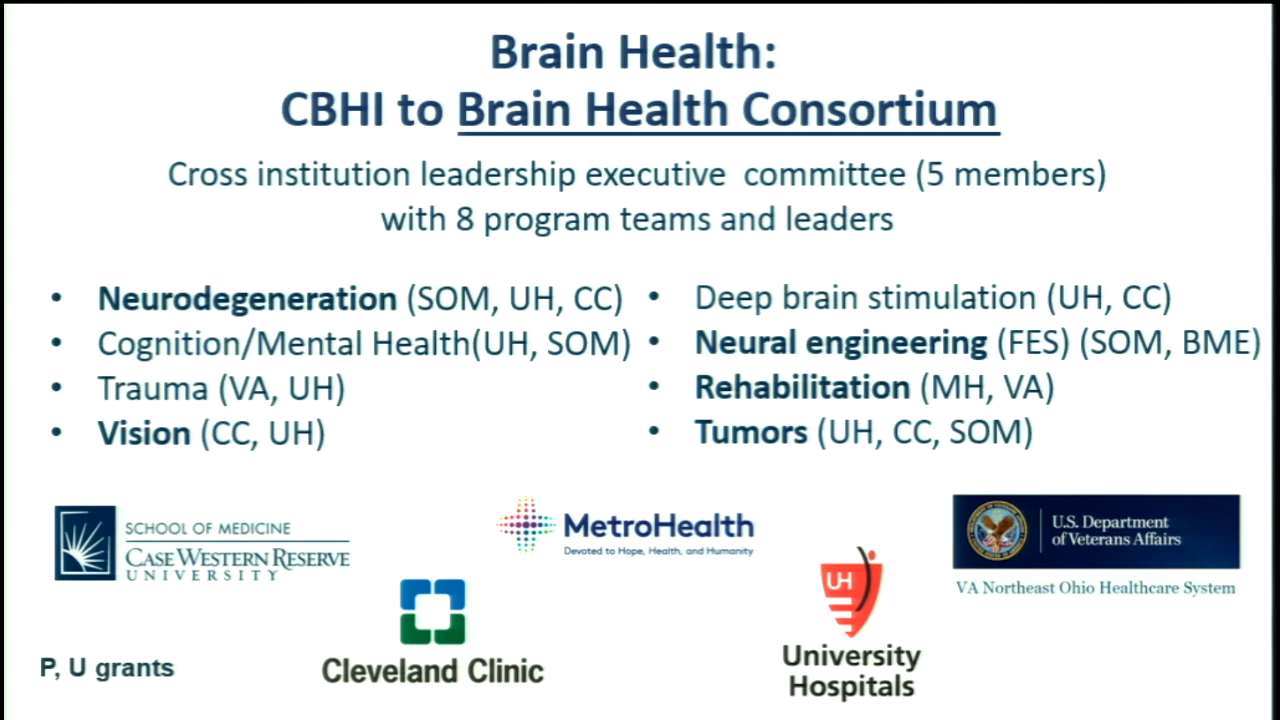 Brain Health:
CBHI to Brain Health Consortium
Cross institution leadership executive committee (5 members)
with 8 program teams and leaders
• Neurodegeneration (SOM, UH, CC)
• Cognition/Mental Health(UH, SOM)
• Trauma (VA, UH)
• Vision (CC, UH)
• Deep brain stimulation (UH, CC)
• Neural engineering (FES) (SOM, BME)
• Rehabilitation (MH, VA)
• Tumors (UH, CC, SOM)
SCHOOL OF MEDICINE
CASE WESTERN RESERVE
UNIVERSITY
MetroHealth
Devoted to Hope, Health, and Humanity
U.S. Department
of Veterans Affairs
VA Northeast Ohio Healthcare System
Cleveland Clinic
UH
University
Hospitals
P, U grants